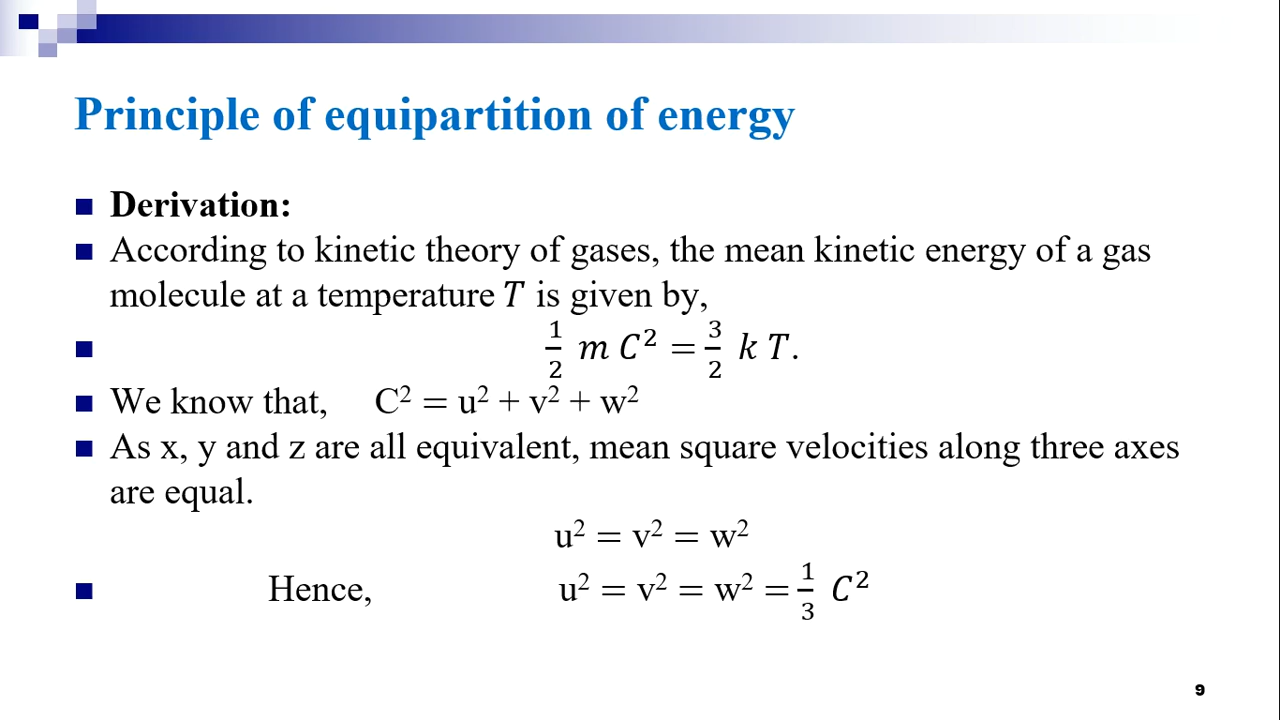 Principle of equipartition of energy
Derivation:
According to kinetic theory of gases, the mean kinetic energy of a gas
molecule at a temperature 𝑇 is given by,
1/2 𝑚 𝐶² = 3/2 𝑘 𝑇.
We know that, C² = u² + v² + w²
As x, y and z are all equivalent, mean square velocities along three axes
are equal.
u² = v² = w²
Hence, u² = v² = w² = 1/3 𝐶²
9